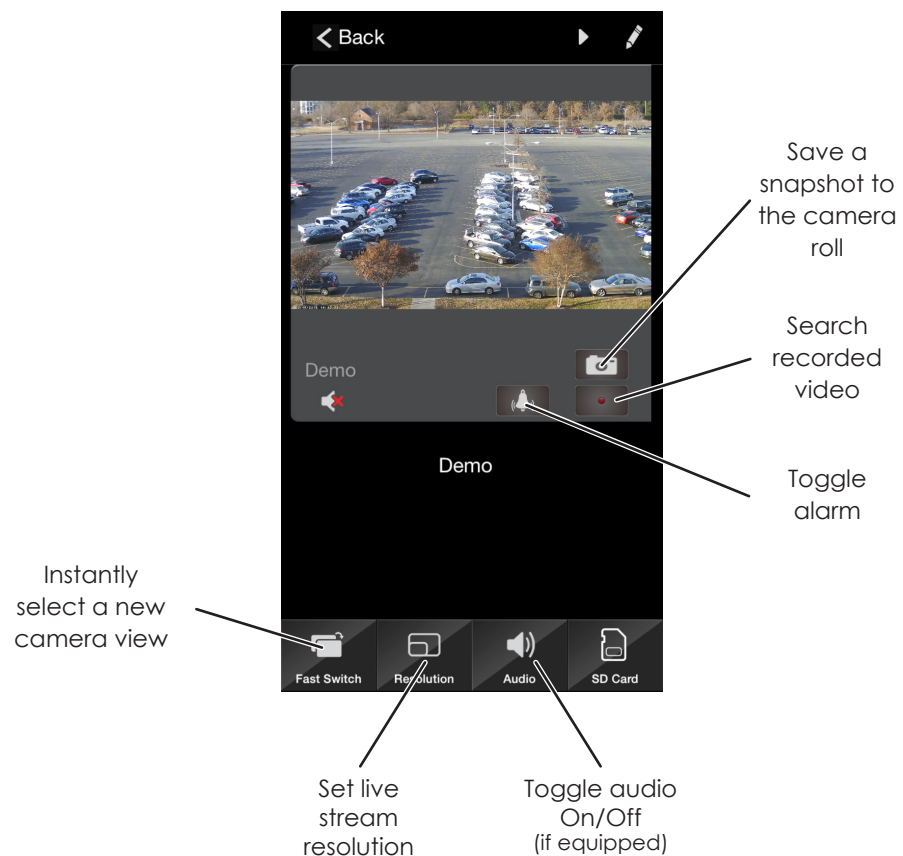 Back
Save a
snapshot to
the camera
roll
Search
recorded
video
Demo
Demo
Toggle
alarm
Instantly
select a new
camera view
Fast Switch
Resolution
Audio
SD Card
Set live
stream
resolution
Toggle audio
On/Off
(if equipped)